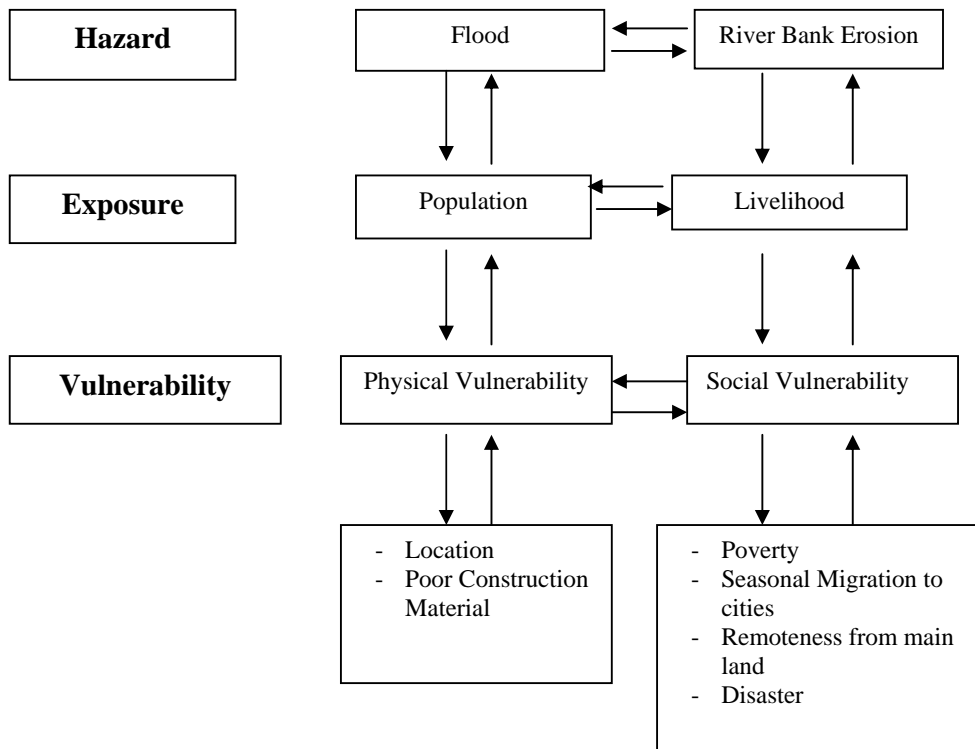 Hazard
Flood
River Bank Erosion
Exposure
Population
Livelihood
Vulnerability
Physical Vulnerability
Social Vulnerability
- Location
- Poor Construction
Material
- Poverty
- Seasonal Migration to
cities
- Remoteness from main
land
- Disaster